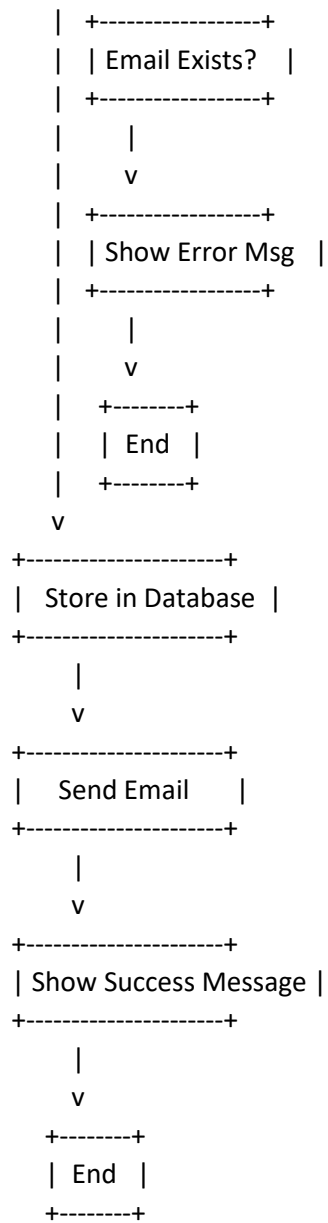 |  +------------------+
|  | Email Exists?   |
|  +------------------+
|     |
|     v
|  +------------------+
|  | Show Error Msg  |
|  +------------------+
|     |
|     v
|   +--------+
|   |  End   |
|   +--------+
v
+----------------------+
|   Store in Database  |
+----------------------+
|
v
+----------------------+
|     Send Email       |
+----------------------+
|
v
+----------------------+
| Show Success Message |
+----------------------+
|
v
+--------+
|  End   |
+--------+